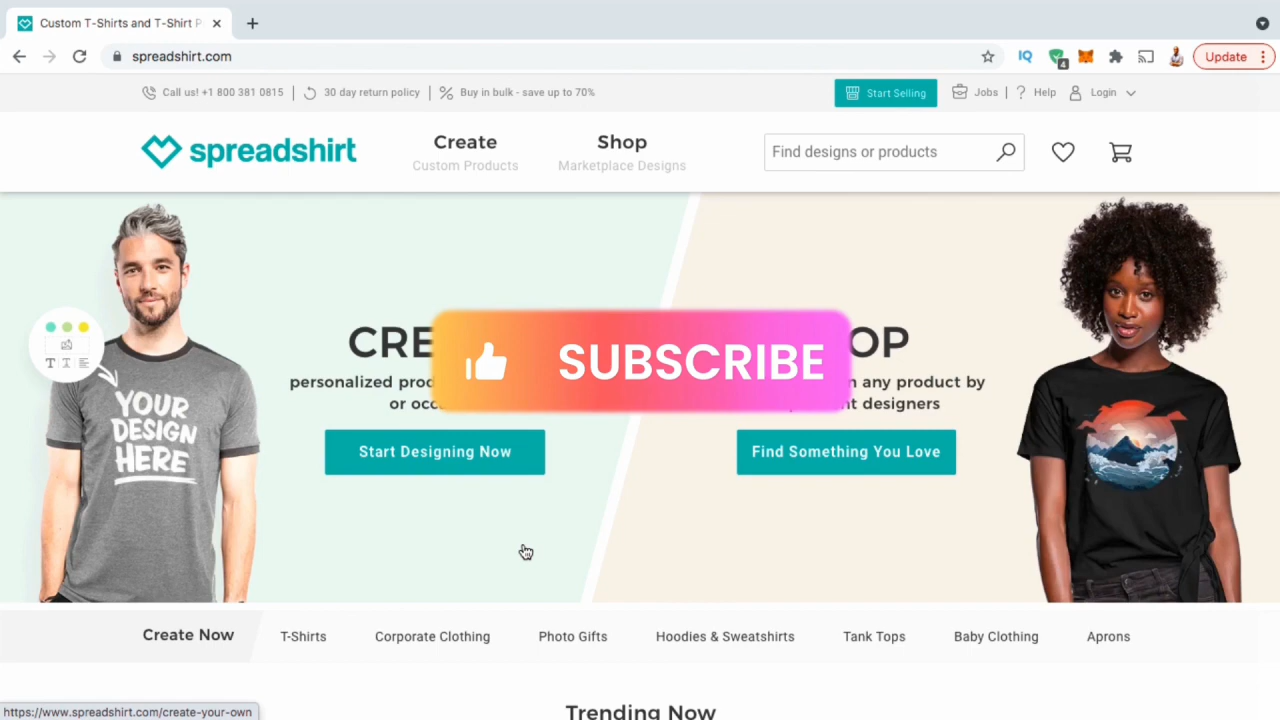 Custom T-Shirts and T-Shirt P
spreadshirt.com
IQ
4
Update
Call us! +1 800 381 0815
30 day return policy
Buy in bulk - save up to 70%
Start Selling
Jobs
Help
Login
spreadshirt
Create
Custom Products
Shop
Marketplace Designs
Find designs or products
YOUR
DESIGN
HERE
T T
CRE
personalized prod
or occ
Start Designing Now
SUBSCRIBE
OP
n any product by
nt designers
Find Something You Love
Create Now
T-Shirts
Corporate Clothing
Photo Gifts
Hoodies & Sweatshirts
Tank Tops
Baby Clothing
Aprons
https://www.spreadshirt.com/create-your-own
Trending Now